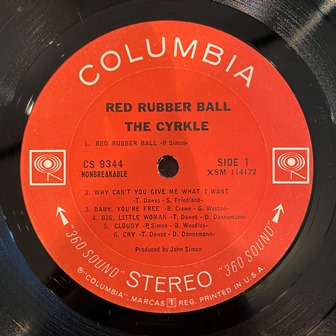 COLUMBIA
RED RUBBER BALL
THE CYRKLE
1. RED RUBBER BALL -P. Simon-
CS 9344
NONBREAKABLE
SIDE 1
XSM 114172
2. WHY CAN'T YOU GIVE ME WHAT I WANT
-T. Dawes - S. Friedland-
3. BABY, YOU'RE FREE -B. Crewe - G. Weston-
4. BIG, LITTLE WOMAN -T. Dawes - D. Dannemann-
5. CLOUDY -P. Simon - B. Woodley-
6. CRY -T. Dawes - D. Dannemann-
Produced by John Simon
"360 SOUND" STEREO "360 SOUND"
® "COLUMBIA", MARCAS T REG. PRINTED IN U.S.A.